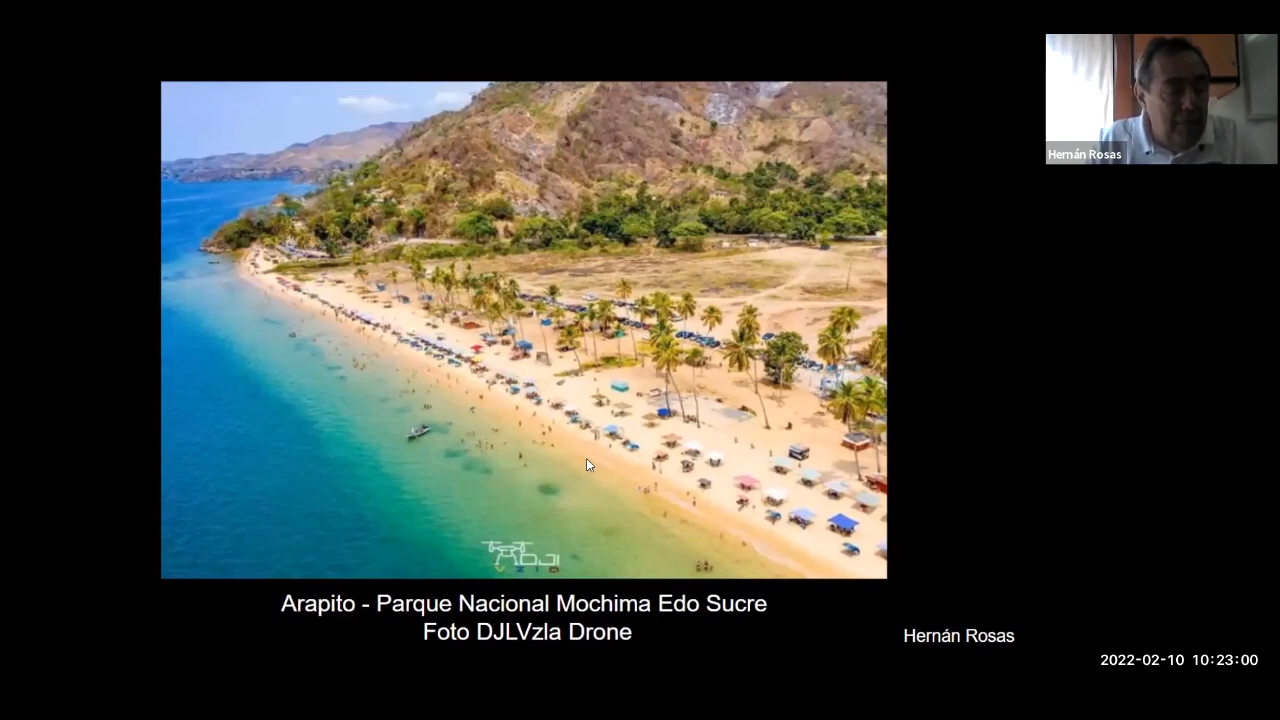 Hernán Rosas
DJI
Arapito - Parque Nacional Mochima Edo Sucre
Foto DJLVzla Drone
Hernán Rosas
2022-02-10 10:23:00